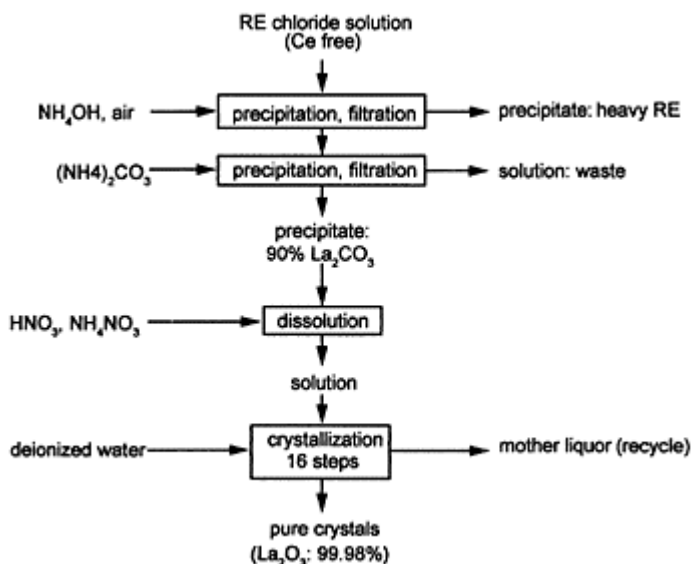 RE chloride solution
(Ce free)
NH₄OH, air
precipitation, filtration
precipitate: heavy RE
(NH4)₂CO₃
precipitation, filtration
solution: waste
precipitate:
90% La₂CO₃
HNO₃, NH₄NO₃
dissolution
solution
deionized water
crystallization
16 steps
mother liquor (recycle)
pure crystals
(La₂O₃: 99.98%)